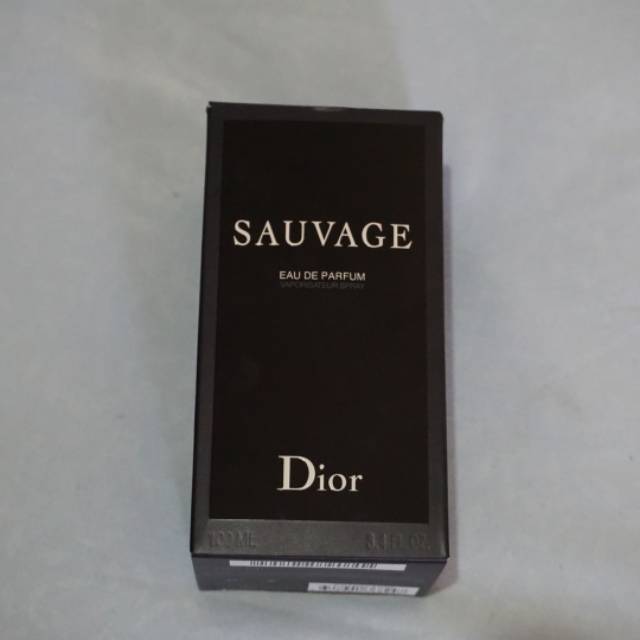 SAUVAGE
EAU DE PARFUM
VAPORISATEUR SPRAY
Dior
100 ML 3.4 FL. OZ.